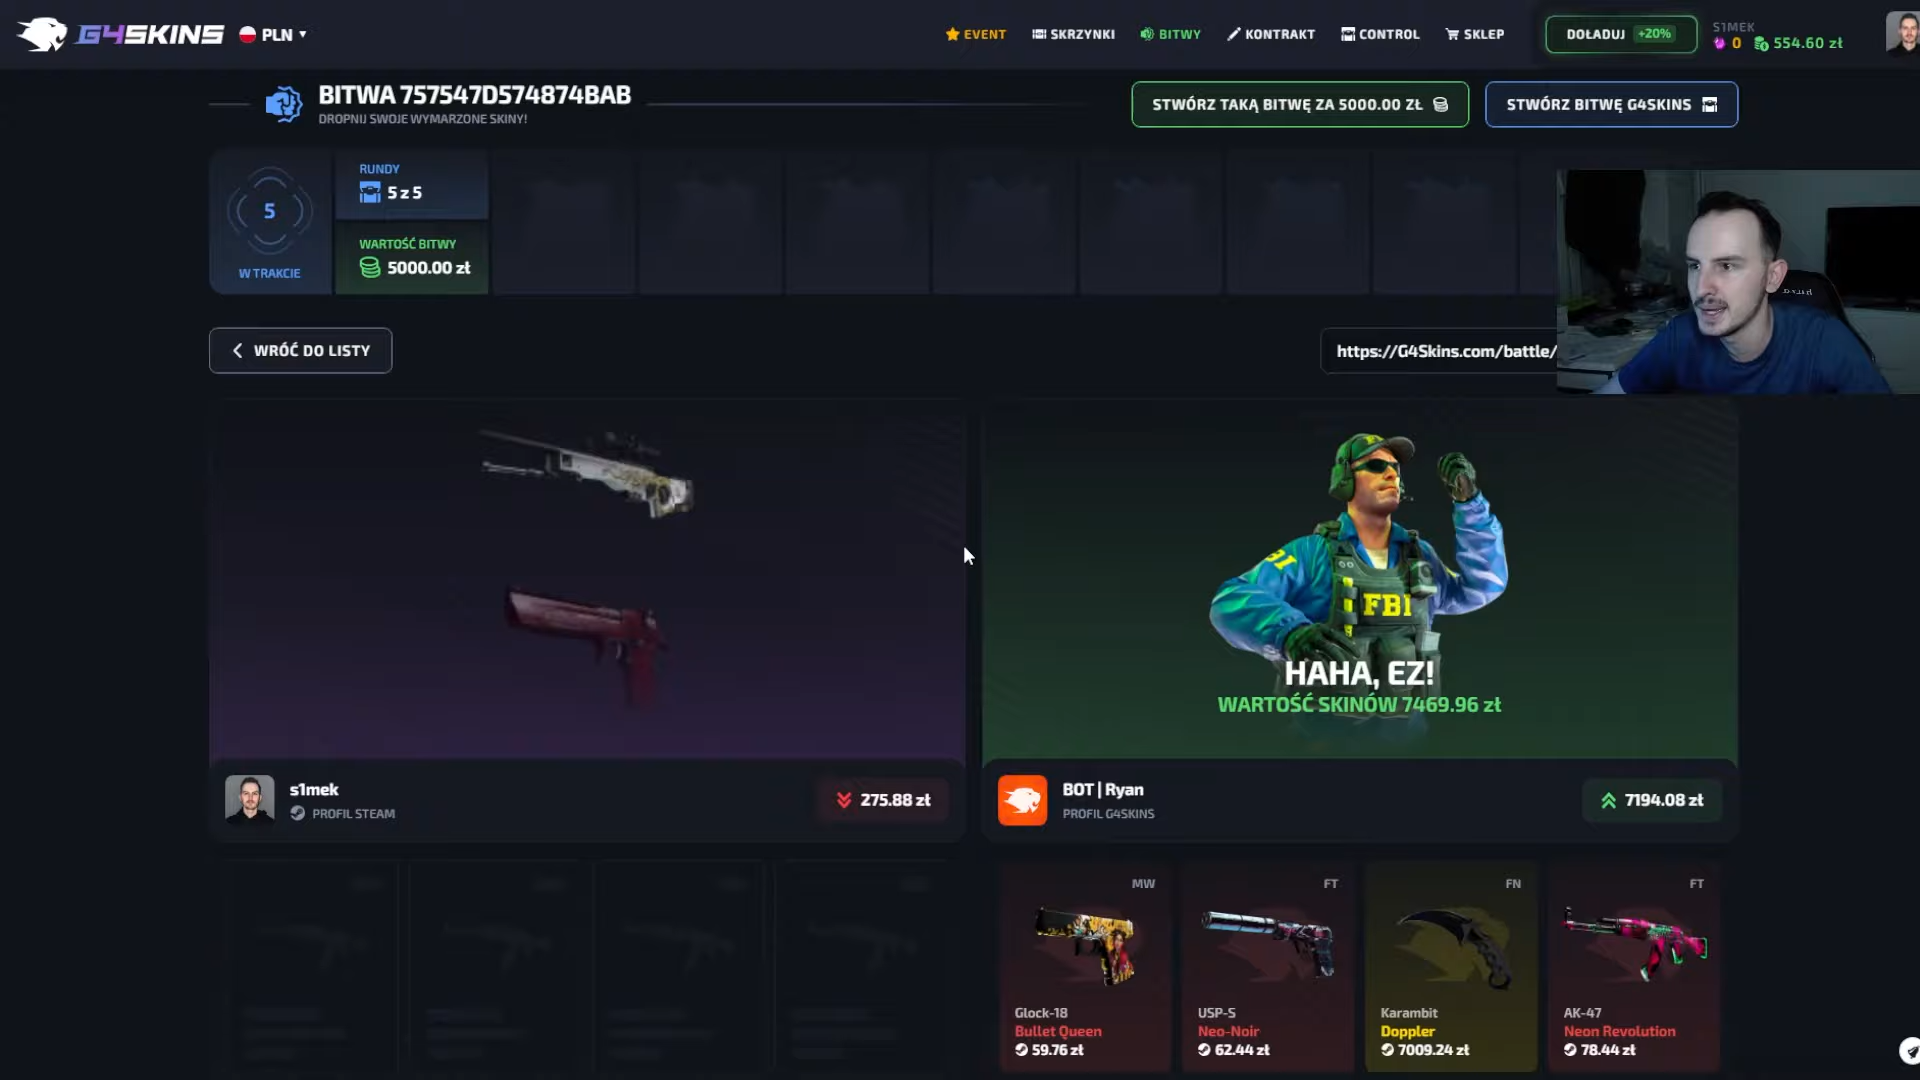 G4SKINS
PLN
EVENT
SKRZYNKI
BITWY
KONTRAKT
CONTROL
SKLEP
DOŁADUJ +20%
S1MEK
0 554.60 zł
BITWA 757547D574874BAB
DROPNIJ SWOJE WYMARZONE SKINY!
STWÓRZ TAKĄ BITWĘ ZA 5000.00 ZŁ
STWÓRZ BITWĘ G4SKINS
5
W TRAKCIE
RUNDY
5 z 5
WARTOŚĆ BITWY
5000.00 zł
WRÓĆ DO LISTY
https://G4Skins.com/battle/
FBI
HAHA, EZ!
WARTOŚĆ SKINÓW 7469.96 zł
s1mek
PROFIL STEAM
275.88 zł
BOT | Ryan
PROFIL G4SKINS
7194.08 zł
MW
Glock-18
Bullet Queen
59.76 zł
FT
USP-S
Neo-Noir
62.44 zł
FN
Karambit
Doppler
7009.24 zł
FT
AK-47
Neon Revolution
78.44 zł